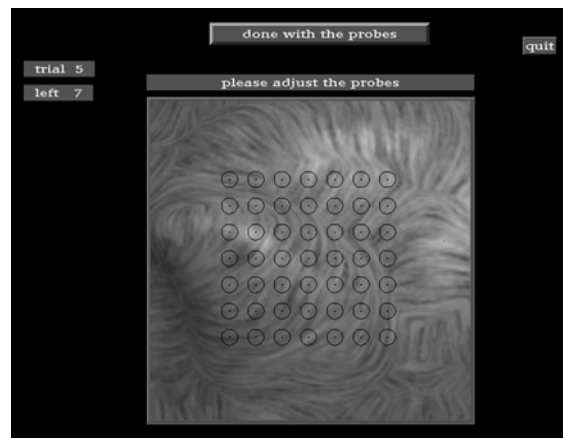 done with the probes
quit
trial 5
please adjust the probes
left 7